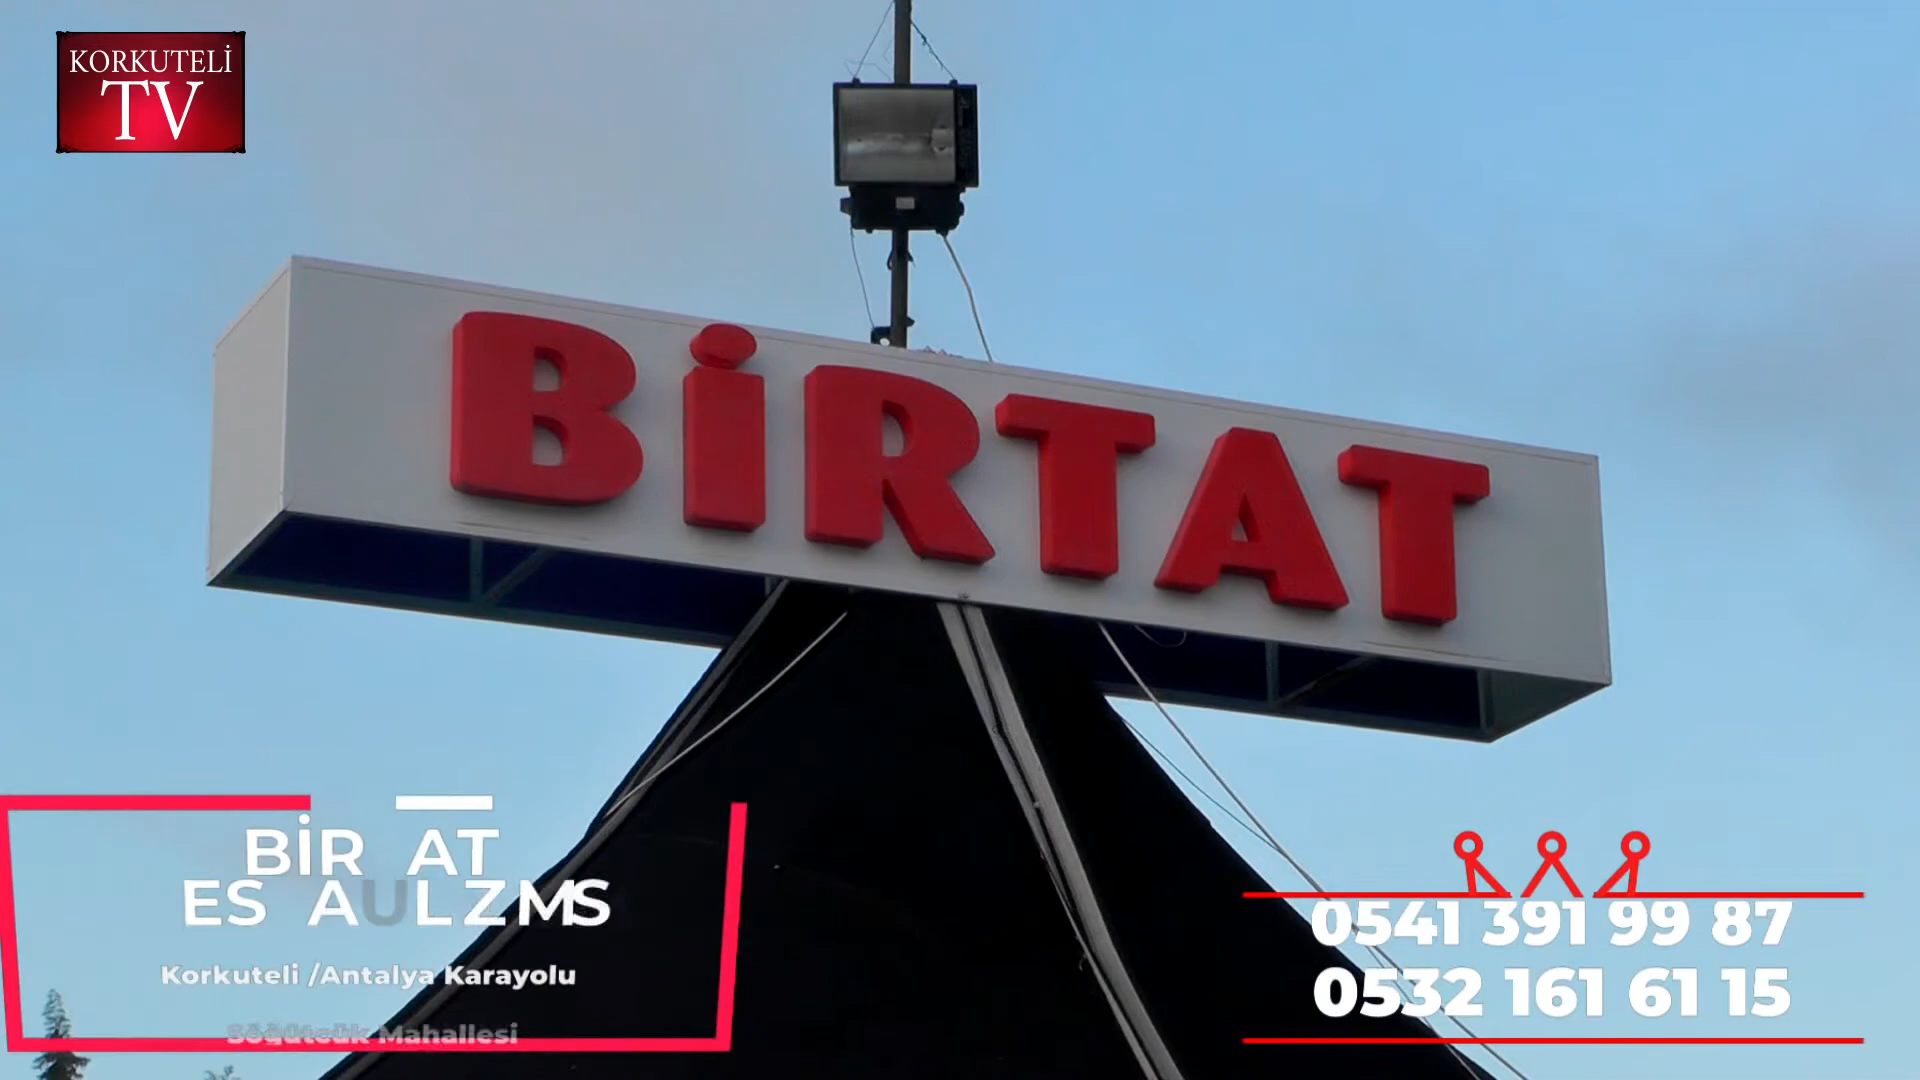 KORKUTELİ
TV
BİRTAT
BİR AT
ES AULZMS
Korkuteli /Antalya Karayolu
Söğütcük Mahallesi
0541 391 99 87
0532 161 61 15